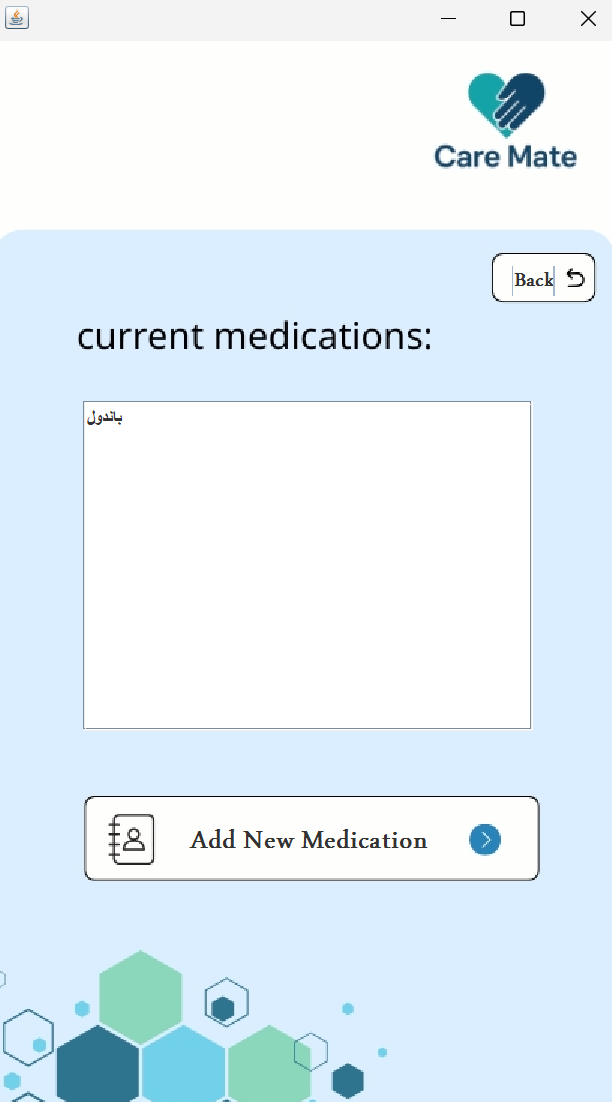 Care Mate
Back
current medications:
باندول
Add New Medication